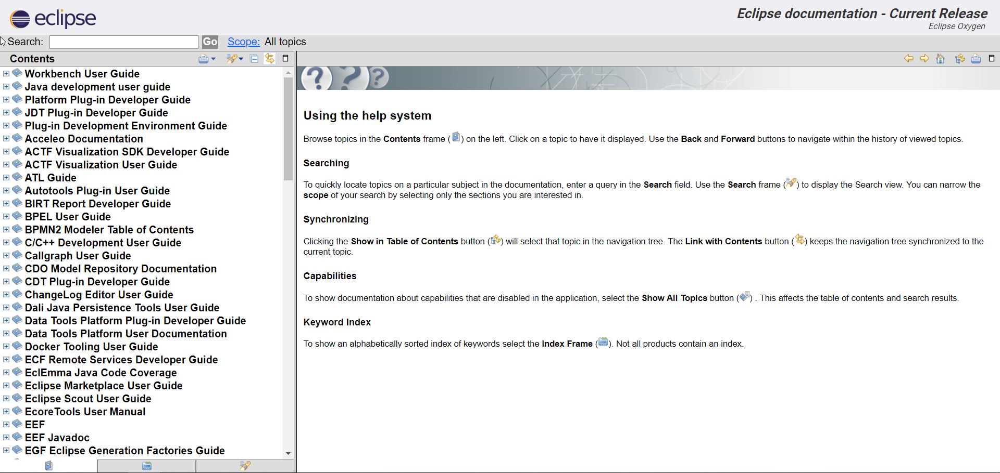 eclipse
Eclipse documentation - Current Release
Eclipse Oxygen
Search:
Go
Scope: All topics
Contents
Workbench User Guide
Java development user guide
Platform Plug-in Developer Guide
JDT Plug-in Developer Guide
Plug-in Development Environment Guide
Acceleo Documentation
ACTF Visualization SDK Developer Guide
ACTF Visualization User Guide
ATL Guide
Autotools Plug-in User Guide
BIRT Report Developer Guide
BPEL User Guide
BPMN2 Modeler Table of Contents
C/C++ Development User Guide
Callgraph User Guide
CDO Model Repository Documentation
CDT Plug-in Developer Guide
ChangeLog Editor User Guide
Dali Java Persistence Tools User Guide
Data Tools Platform Plug-in Developer Guide
Data Tools Platform User Documentation
Docker Tooling User Guide
ECF Remote Services Developer Guide
EclEmma Java Code Coverage
Eclipse Marketplace User Guide
Eclipse Scout User Guide
EcoreTools User Manual
EEF
EEF Javadoc
EGF Eclipse Generation Factories Guide
? ? ?
Using the help system
Browse topics in the Contents frame ( ) on the left. Click on a topic to have it displayed. Use the Back and Forward buttons to navigate within the history of viewed topics.
Searching
To quickly locate topics on a particular subject in the documentation, enter a query in the Search field. Use the Search frame ( ) to display the Search view. You can narrow the
scope of your search by selecting only the sections you are interested in.
Synchronizing
Clicking the Show in Table of Contents button ( ) will select that topic in the navigation tree. The Link with Contents button ( ) keeps the navigation tree synchronized to the
current topic.
Capabilities
To show documentation about capabilities that are disabled in the application, select the Show All Topics button ( ) . This affects the table of contents and search results.
Keyword Index
To show an alphabetically sorted index of keywords select the Index Frame ( ). Not all products contain an index.